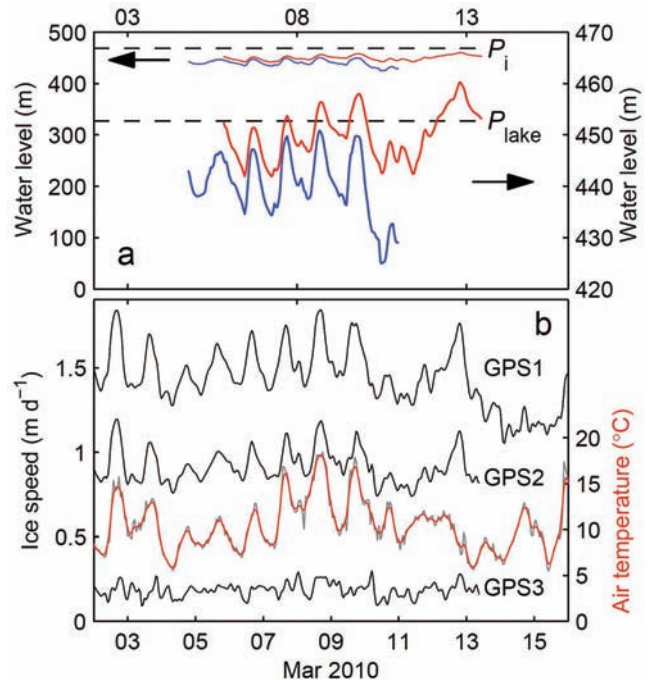 03 08 13
500 470
400 460
300 450
200 440
100 430
0 420
Water level (m)
Water level (m)
Pi
Plake
a
b
1.5
1
0.5
0
Ice speed (m d−1)
20
15
10
5
0
Air temperature (°C)
GPS1
GPS2
GPS3
03 05 07 09 11 13 15
Mar 2010